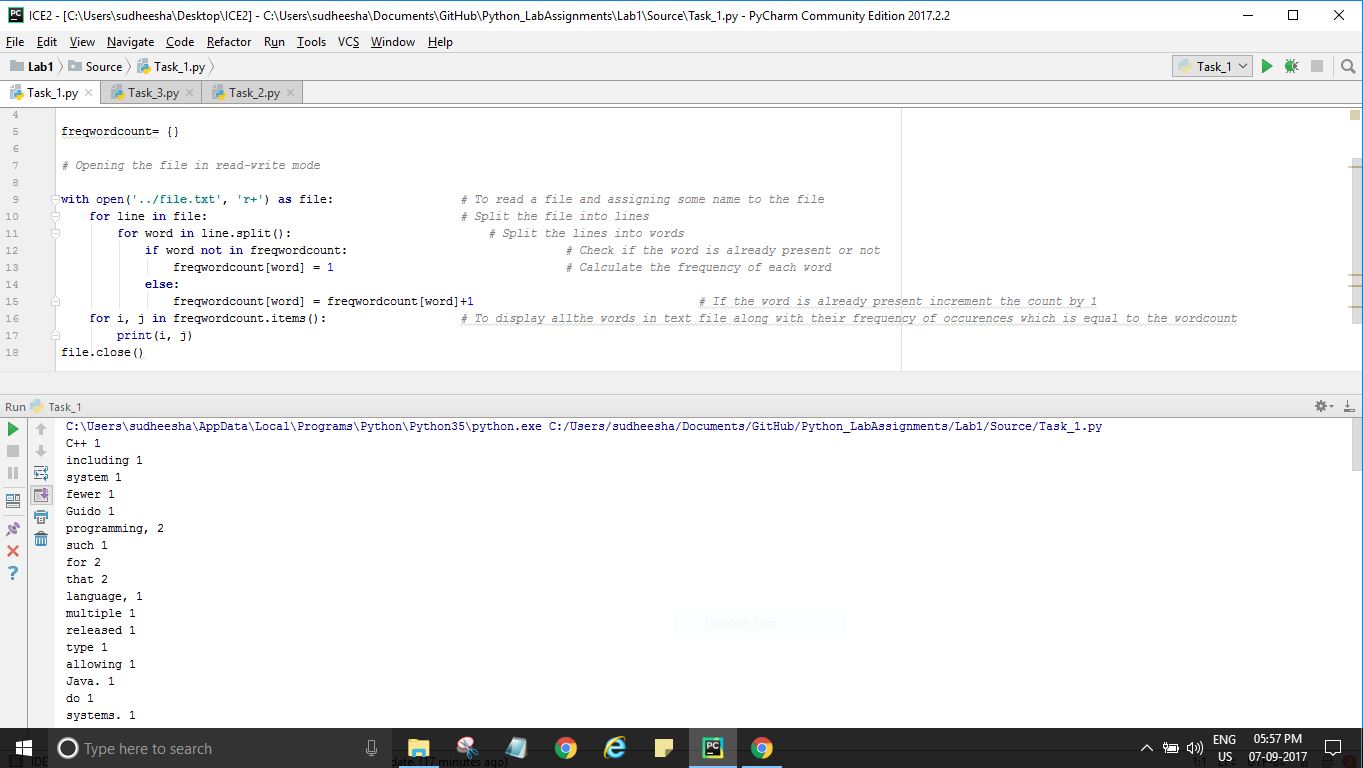 ICE2 - [C:\Users\sudheesha\Desktop\ICE2] - C:\Users\sudheesha\Documents\GitHub\Python_LabAssignments\Lab1\Source\Task_1.py - PyCharm Community Edition 2017.2.2
File Edit View Navigate Code Refactor Run Tools VCS Window Help
Lab1 Source Task_1.py Task_1
Task_1.py Task_3.py Task_2.py
4
5 freqwordcount= {}
6
7 # Opening the file in read-write mode
8
9 with open('../file.txt', 'r+') as file: # To read a file and assigning some name to the file
10 for line in file: # Split the file into lines
11 for word in line.split(): # Split the lines into words
12 if word not in freqwordcount: # Check if the word is already present or not
13 freqwordcount[word] = 1 # Calculate the frequency of each word
14 else:
15 freqwordcount[word] = freqwordcount[word]+1 # If the word is already present increment the count by 1
16 for i, j in freqwordcount.items(): # To display allthe words in text file along with their frequency of occurences which is equal to the wordcount
17 print(i, j)
18 file.close()
Run Task_1
C:\Users\sudheesha\AppData\Local\Programs\Python\Python35\python.exe C:/Users/sudheesha/Documents/GitHub/Python_LabAssignments/Lab1/Source/Task_1.py
C++ 1
including 1
system 1
fewer 1
Guido 1
programming, 2
such 1
for 2
that 2
language, 1
multiple 1
released 1
type 1
allowing 1
Java. 1
do 1
systems. 1
Window Snip
Type here to search
ENG 05:57 PM
US 07-09-2017
IDE date. (17 minutes ago) 1:1